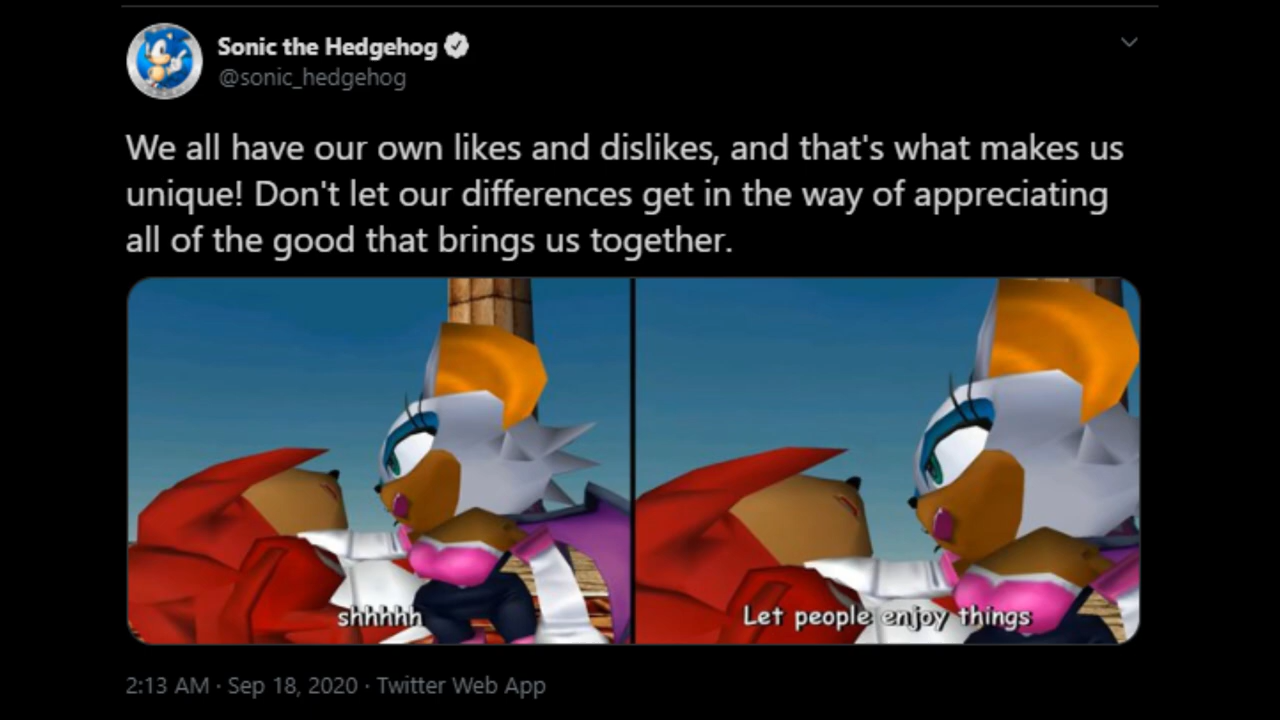 Sonic the Hedgehog
@sonic_hedgehog
We all have our own likes and dislikes, and that's what makes us
unique! Don't let our differences get in the way of appreciating
all of the good that brings us together.
shhhhh
Let people enjoy things
2:13 AM · Sep 18, 2020 · Twitter Web App